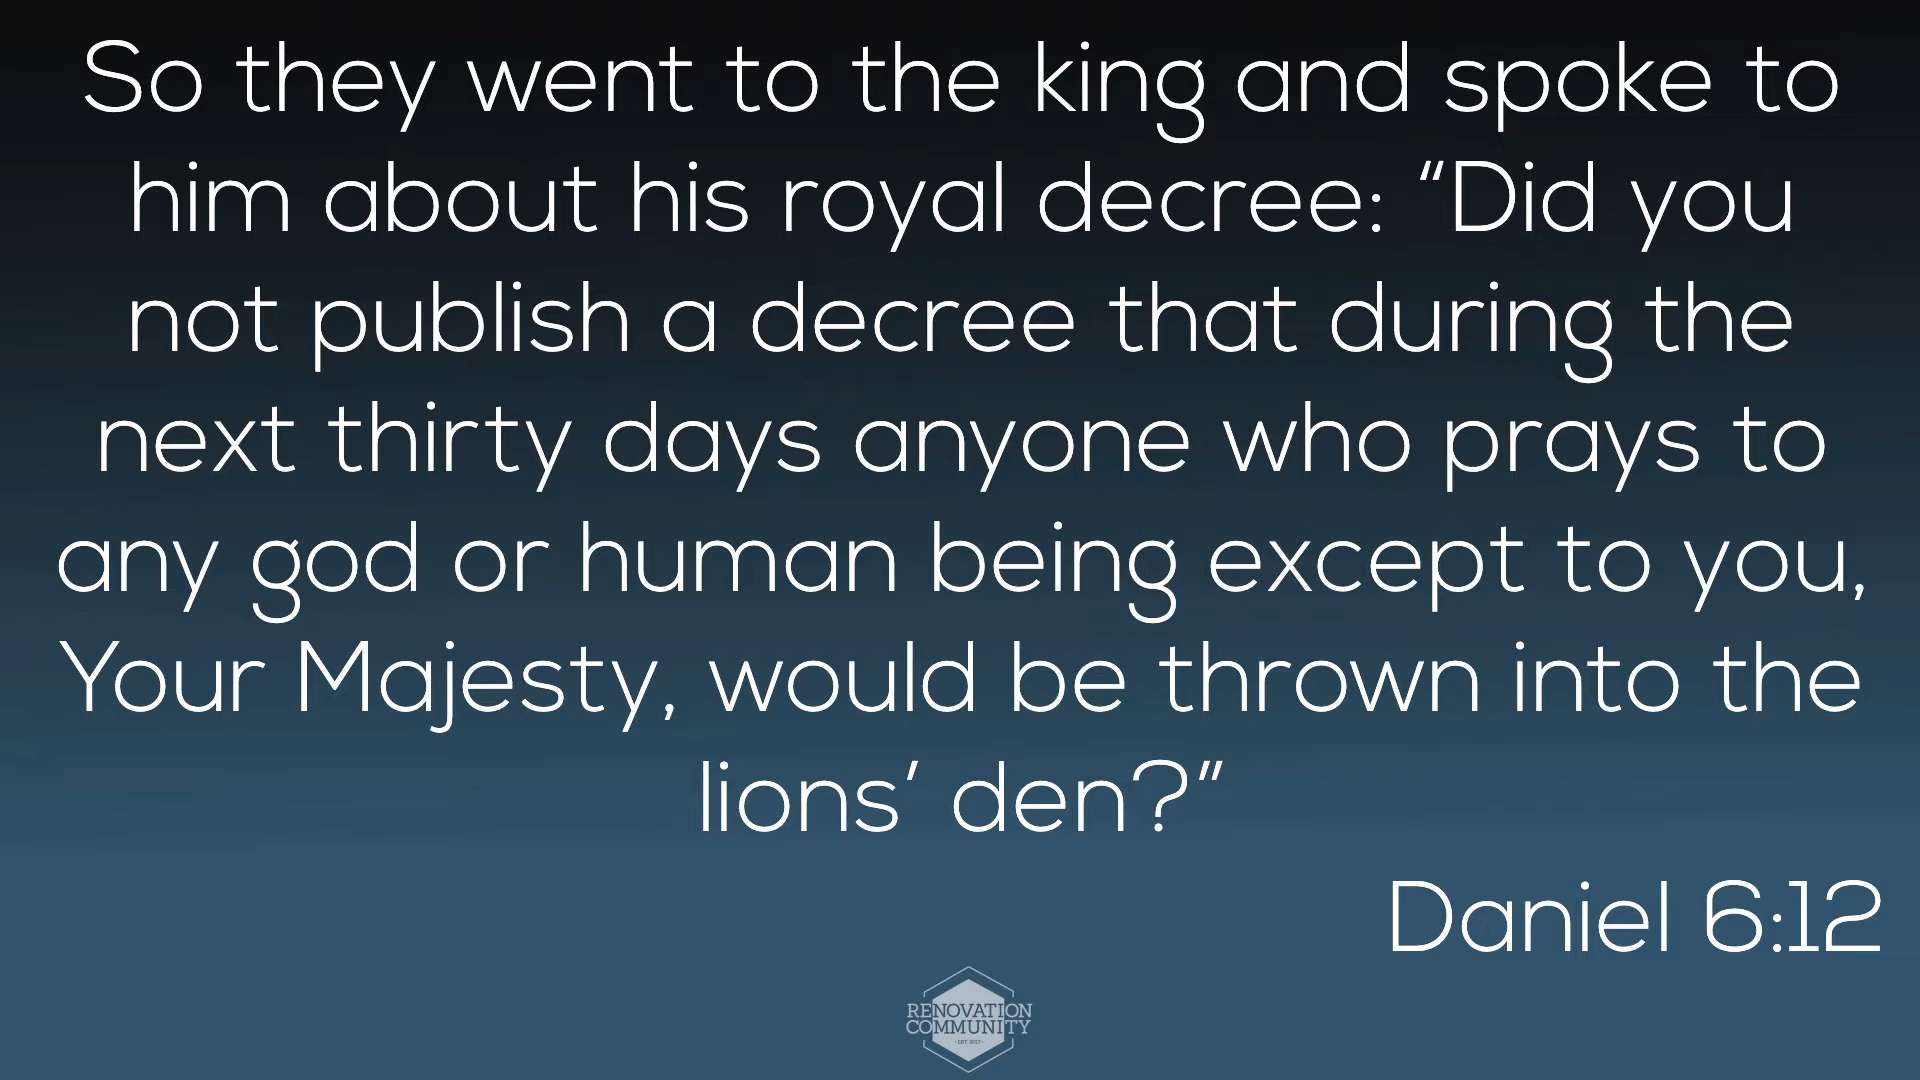 So they went to the king and spoke to
him about his royal decree: “Did you
not publish a decree that during the
next thirty days anyone who prays to
any god or human being except to you,
Your Majesty, would be thrown into the
lions’ den?”
Daniel 6:12
RENOVATION
COMMUNITY